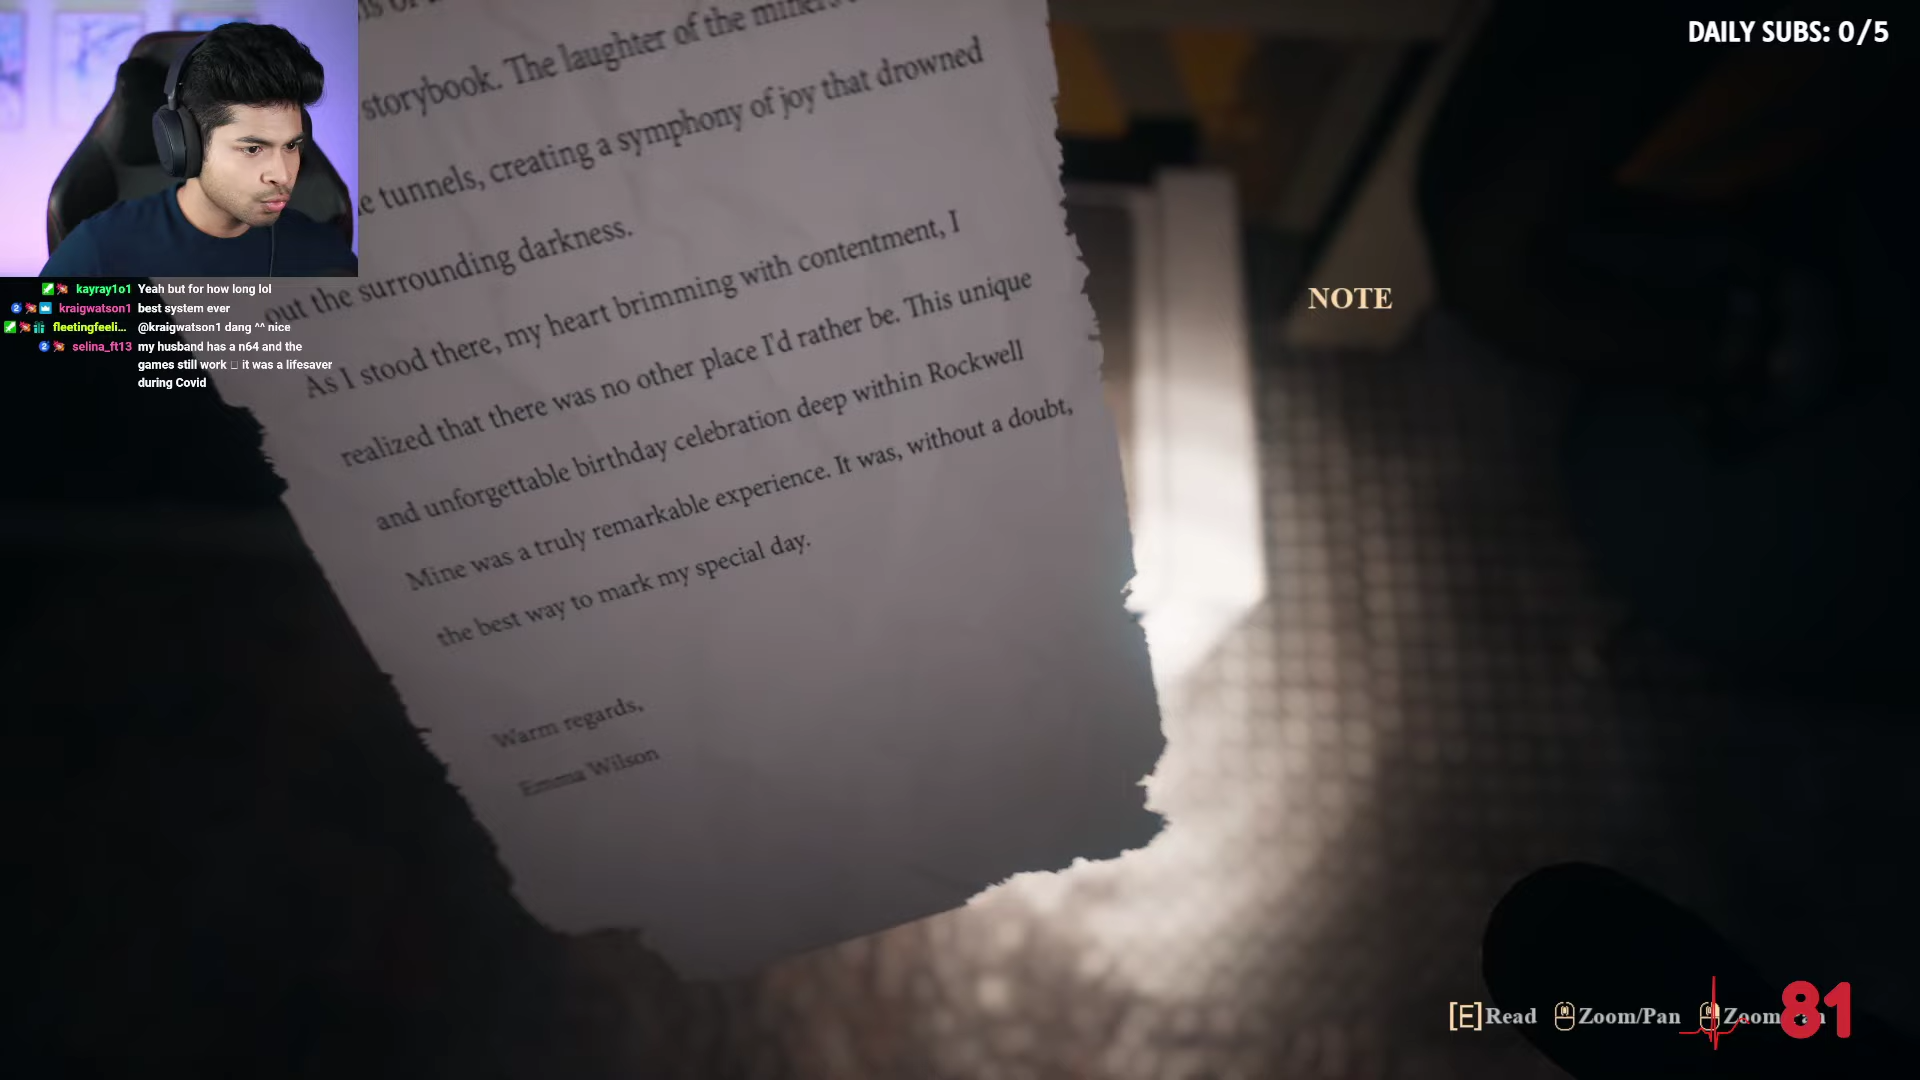 DAILY SUBS: 0/5
storybook. The laughter of the miners
tunnels, creating a symphony of joy that drowned
out the surrounding darkness.
As I stood there, my heart brimming with contentment, I
realized that there was no other place I'd rather be. This unique
and unforgettable birthday celebration deep within Rockwell
Mine was a truly remarkable experience. It was, without a doubt,
the best way to mark my special day.
Warm regards,
Emma Wilson
NOTE
kayray1o1 Yeah but for how long lol
kraigwatson1 best system ever
fleetingfeeli... @kraigwatson1 dang ^^ nice
selina_ft13 my husband has a n64 and the
games still work it was a lifesaver
during Covid
[E] Read Zoom/Pan Zoom
81